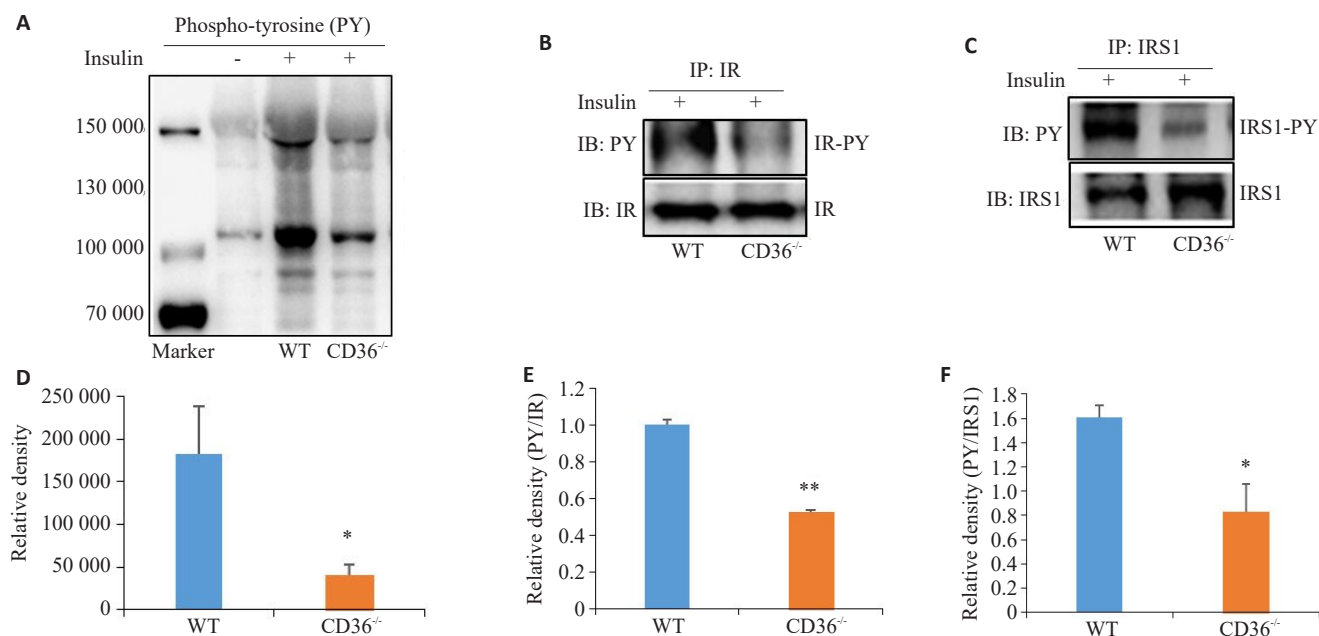 A
Phospho-tyrosine (PY)
Insulin - + +
150 000
130 000
100 000
70 000
Marker WT CD36-/-
B
IP: IR
Insulin + +
IB: PY IR-PY
IB: IR IR
WT CD36-/-
C
IP: IRS1
Insulin + +
IB: PY IRS1-PY
IB: IRS1 IRS1
WT CD36-/-
D
Relative density
250 000
200 000
150 000
100 000
50 000
0
*
WT CD36-/-
E
Relative density (PY/IR)
1.2
1.0
0.8
0.6
0.4
0.2
0
**
WT CD36-/-
F
Relative density (PY/IRS1)
1.8
1.6
1.4
1.2
1.0
0.8
0.6
0.4
0.2
0
*
WT CD36-/-